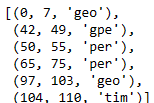 [(0, 7, 'geo'),
(42, 49, 'gpe'),
(50, 55, 'per'),
(65, 75, 'per'),
(97, 103, 'geo'),
(104, 110, 'tim')]